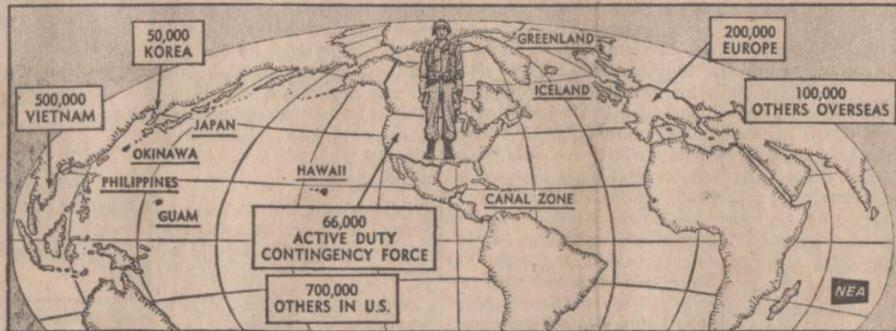 50,000
KOREA
GREENLAND
200,000
EUROPE
500,000
VIETNAM
ICELAND
100,000
OTHERS OVERSEAS
JAPAN
OKINAWA
HAWAII
PHILIPPINES
CANAL ZONE
GUAM
66,000
ACTIVE DUTY
CONTINGENCY FORCE
700,000
OTHERS IN U.S.
NEA